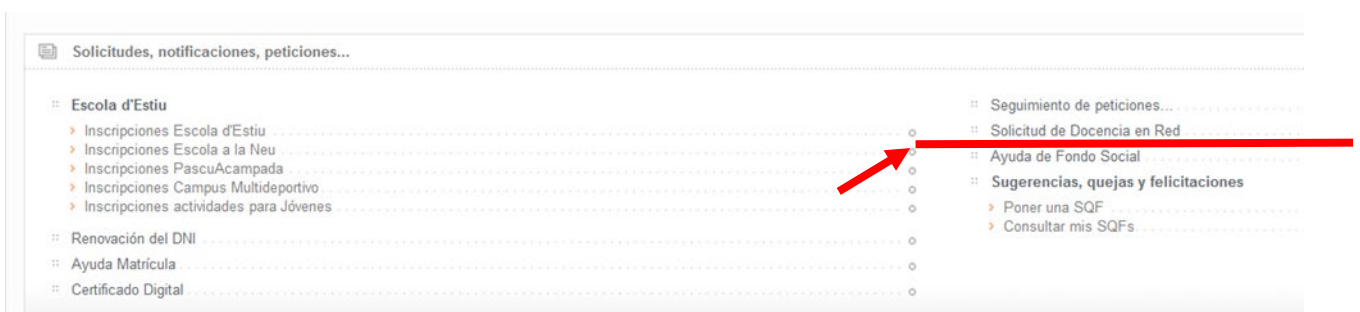 Solicitudes, notificaciones, peticiones...
Escola d'Estiu
Inscripciones Escola d'Estiu
Inscripciones Escola a la Neu
Inscripciones PascuAcampada
Inscripciones Campus Multideportivo
Inscripciones actividades para Jóvenes
Renovación del DNI
Ayuda Matrícula
Certificado Digital
Seguimiento de peticiones...
Solicitud de Docencia en Red
Ayuda de Fondo Social
Sugerencias, quejas y felicitaciones
Poner una SQF
Consultar mis SQFs